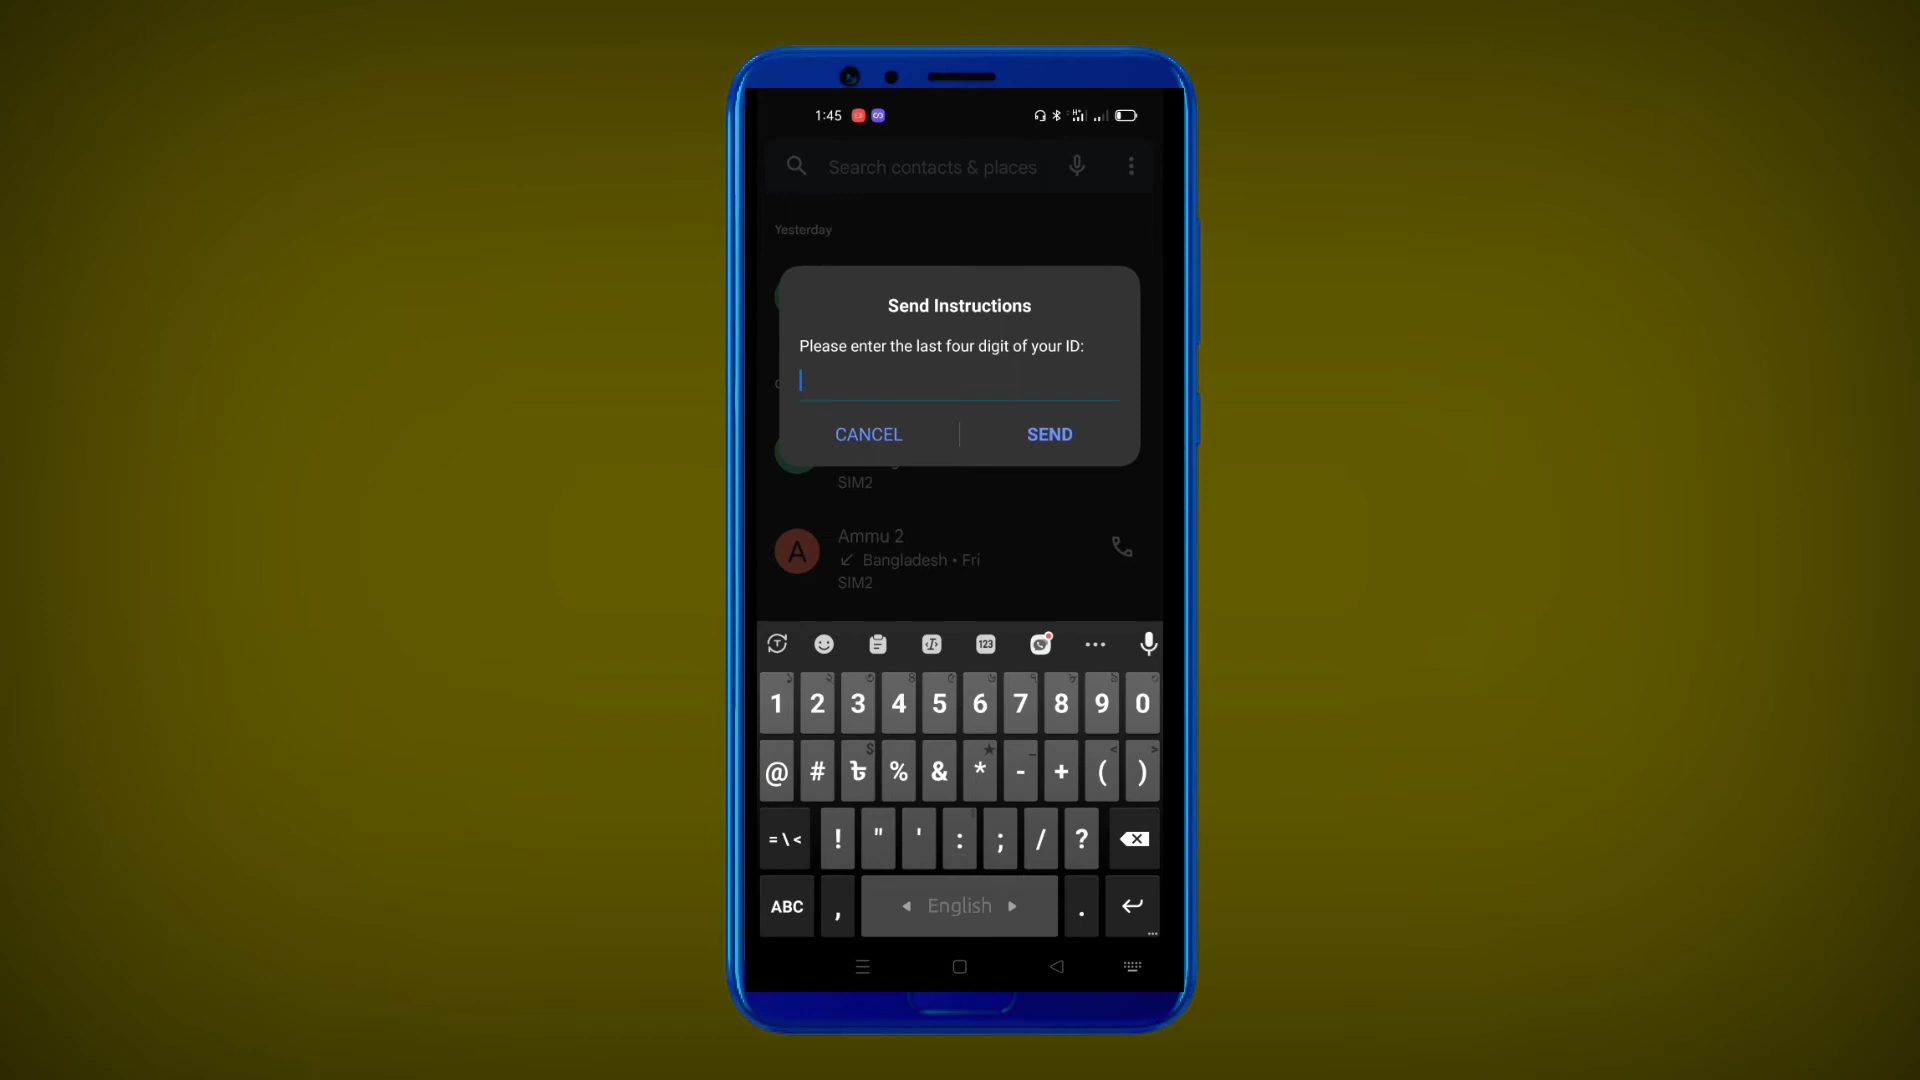 1:45
Search contacts & places
Yesterday
Send Instructions
Please enter the last four digit of your ID:
CANCEL
SEND
SIM2
A
Ammu 2
↙ Bangladesh • Fri
SIM2
123
1 2 3 4 5 6 7 8 9 0
@ # ৳ % & * - + ( )
= \ < ! " ' : ; / ?
ABC , ◀ English ▶ .